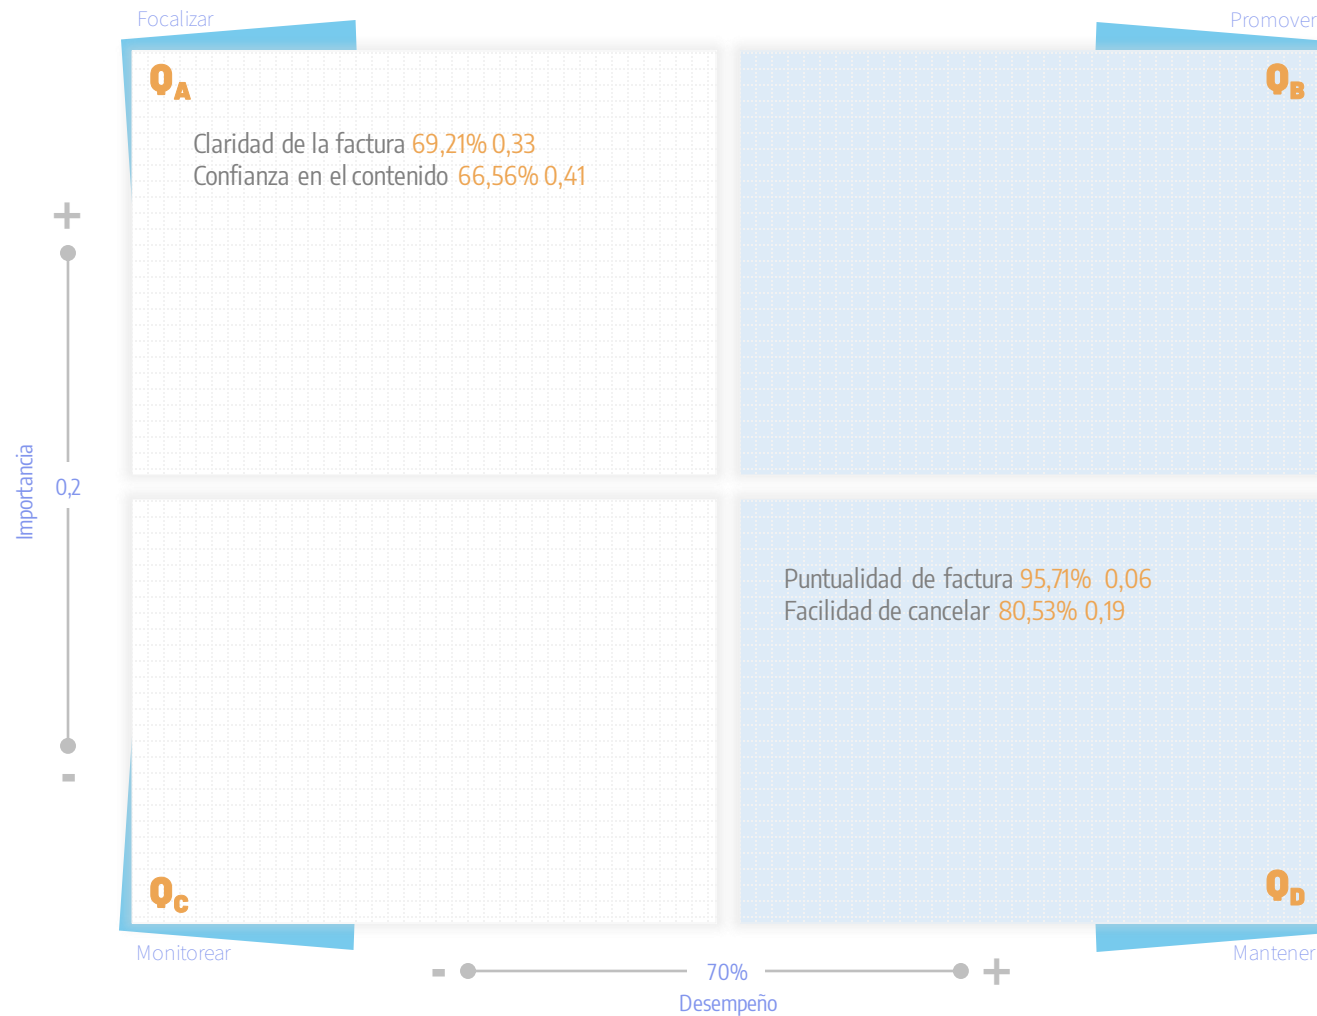 Focalizar
Promover
QA
QB
Claridad de la factura 69,21% 0,33
Confianza en el contenido 66,56% 0,41
+
Importancia
0,2
Puntualidad de factura 95,71% 0,06
Facilidad de cancelar 80,53% 0,19
-
QC
QD
Monitorear
Mantener
- 70% +
Desempeño